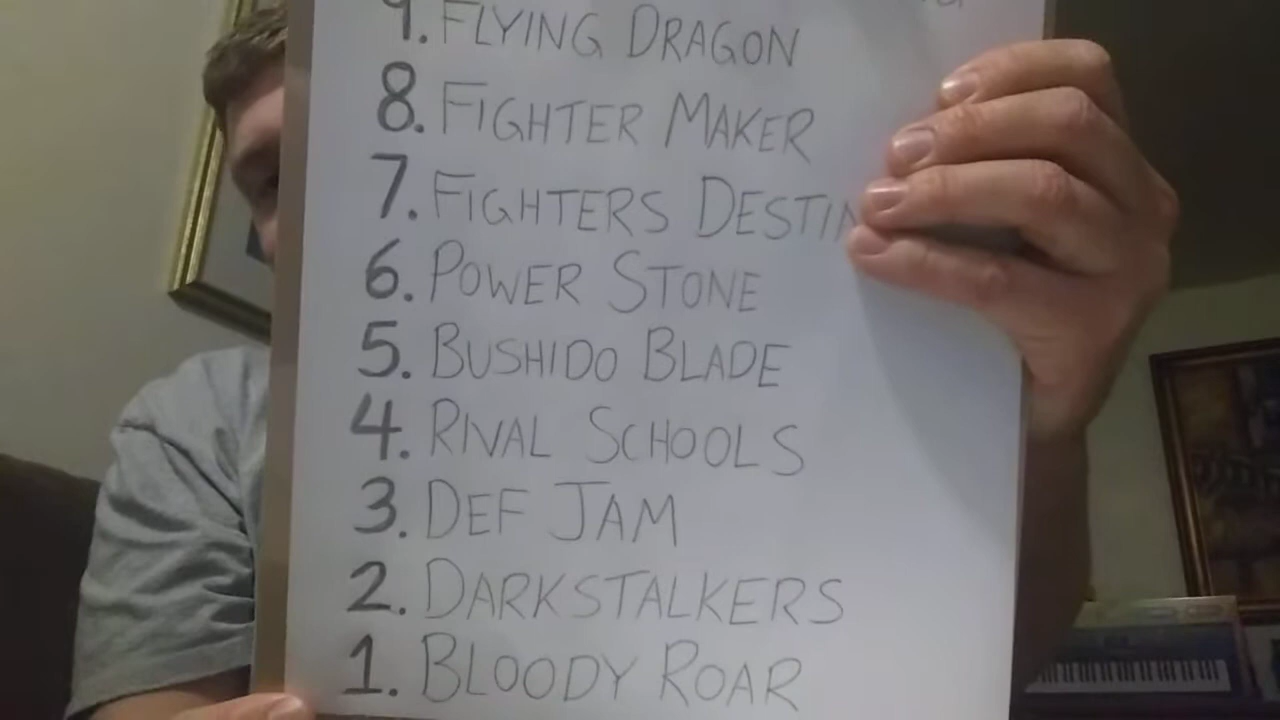 9. FLYING DRAGON
8. FIGHTER MAKER
7. FIGHTERS DESTIN
6. POWER STONE
5. BUSHIDO BLADE
4. RIVAL SCHOOLS
3. DEF JAM
2. DARKSTALKERS
1. BLOODY ROAR